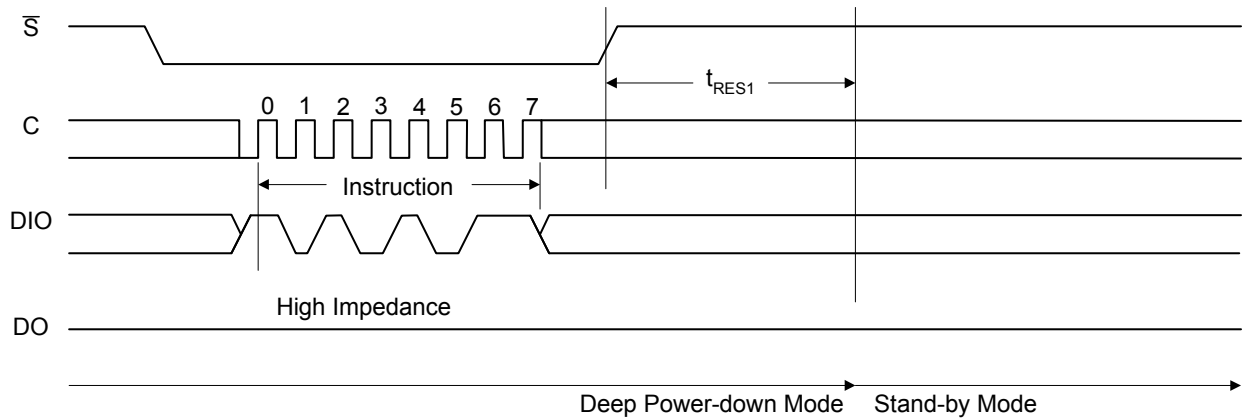 S̅
t_RES1
0 1 2 3 4 5 6 7
C
Instruction
DIO
High Impedance
DO
Deep Power-down Mode Stand-by Mode